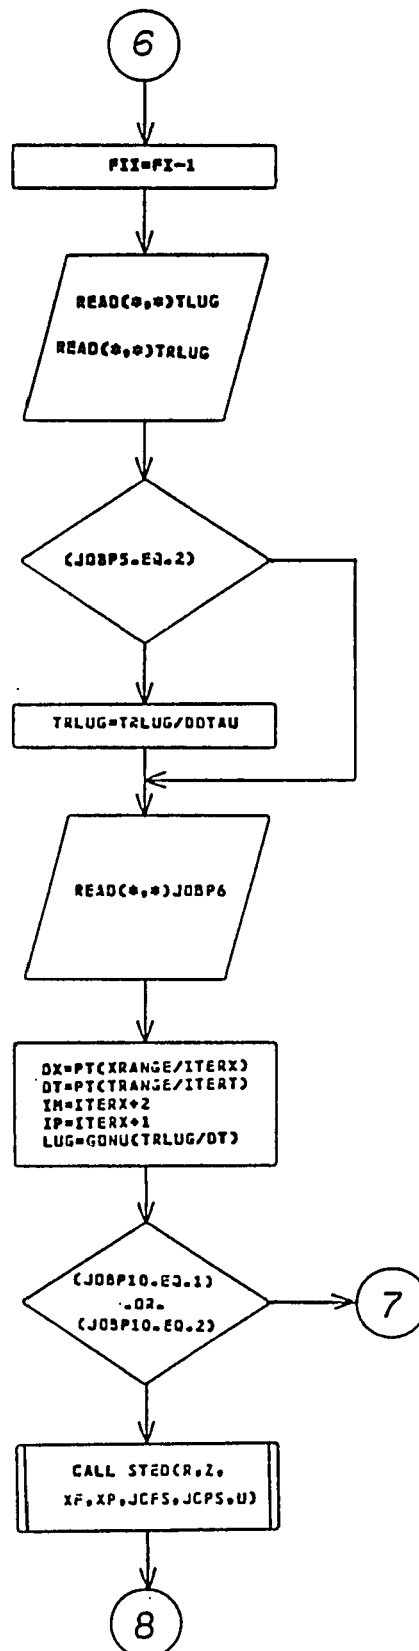 6
FII=FI-1
READ(*,*)TLUG
READ(*,*)TRLUG
(JOBP5.EQ.2)
TRLUG=TRLUG/DDTAU
READ(*,*)JOBP6
DX=PT(XRANGE/ITERX)
DT=PT(TRANGE/ITERT)
IM=ITERX+2
IP=ITERX+1
LUG=GONU(TRLUG/DT)
(JOBP10.EQ.1)
.OR.
(JOBP10.EQ.2)
7
CALL STED(R,Z,
XF,XP,JCFS,JCPS,U)
8